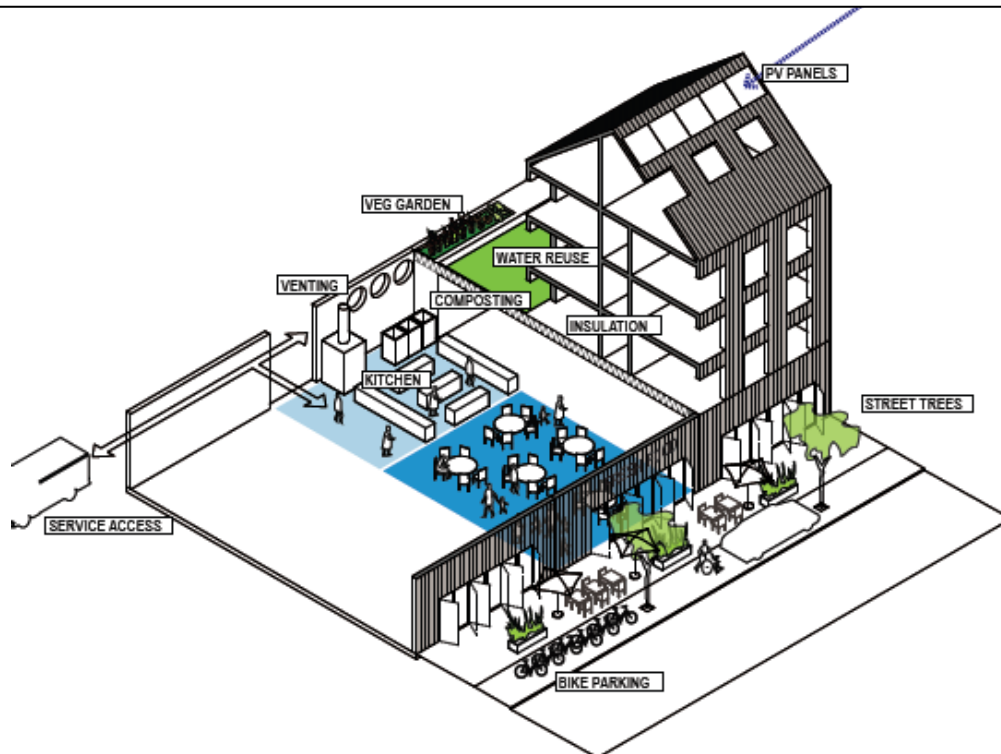 PV PANELS
VEG GARDEN
WATER REUSE
VENTING
COMPOSTING
INSULATION
KITCHEN
STREET TREES
SERVICE ACCESS
BIKE PARKING